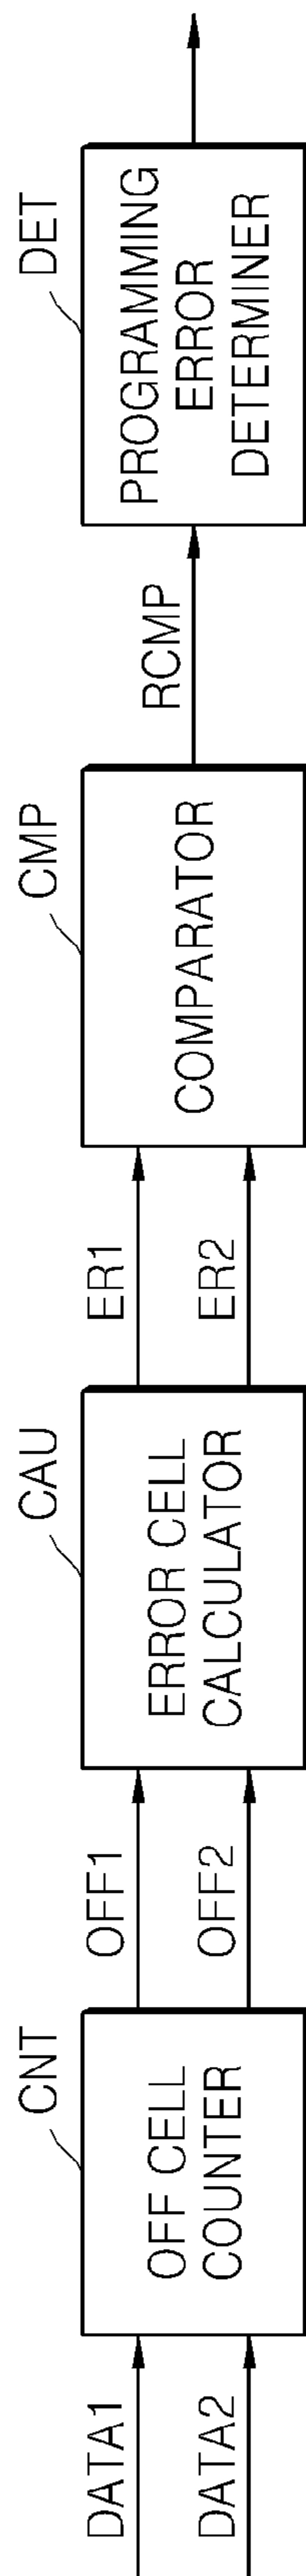 DATA1
DATA2
CNT
OFF CELL
COUNTER
OFF1
OFF2
CAU
ERROR CELL
CALCULATOR
ER1
ER2
CMP
COMPARATOR
RCMP
DET
PROGRAMMING
ERROR
DETERMINER